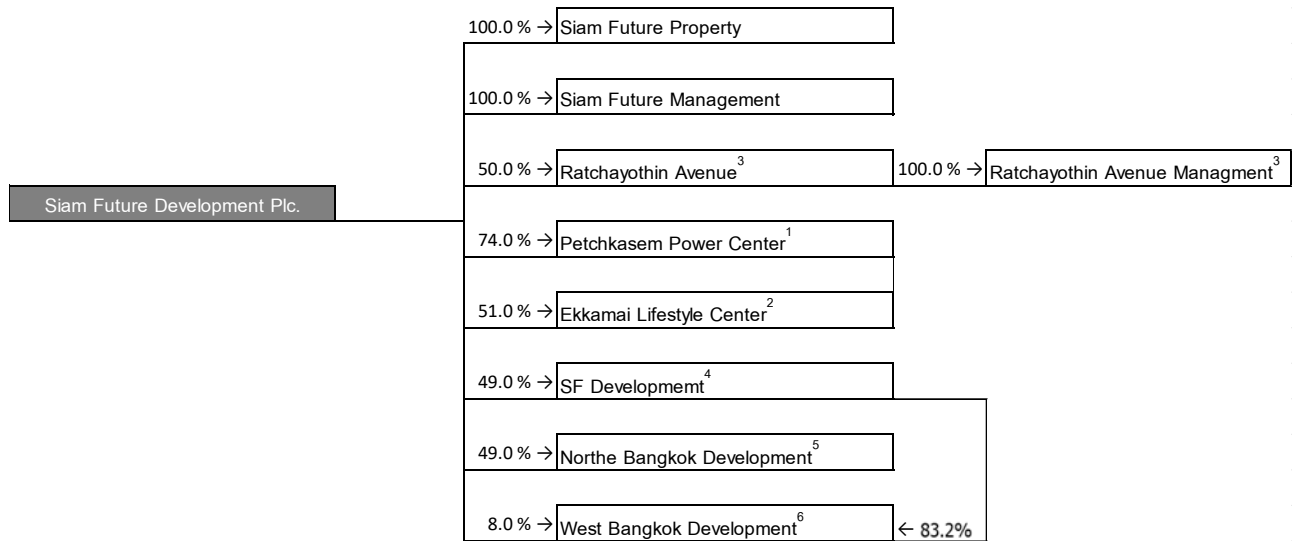 100.0 % → Siam Future Property
100.0 % → Siam Future Management
50.0 % → Ratchayothin Avenue³ 100.0 % → Ratchayothin Avenue Managment³
Siam Future Development Plc.
74.0 % → Petchkasem Power Center¹
51.0 % → Ekkamai Lifestyle Center²
49.0 % → SF Developmemt⁴
49.0 % → Northe Bangkok Development⁵
8.0 % → West Bangkok Development⁶ ← 83.2%